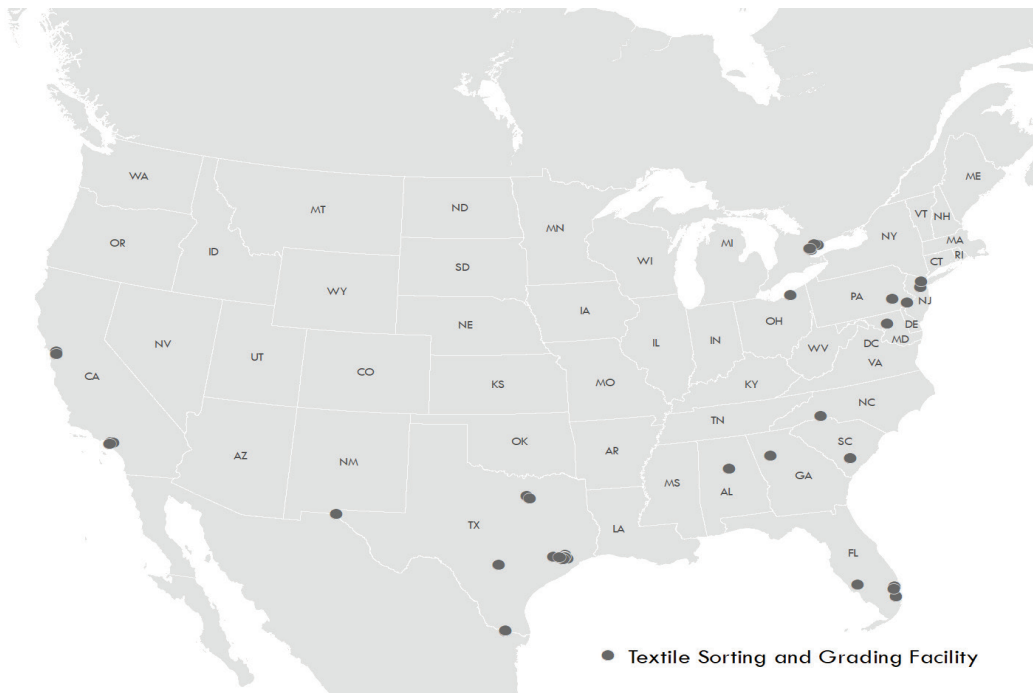 WA
ME
MT
ND
VT
NH
MN
OR
NY
MA
MI
ID
WI
RI
CT
SD
WY
PA
NJ
IA
NE
OH
DE
IN
IL
NV
MD
DC
WV
UT
VA
CO
CA
KS
MO
KY
NC
TN
OK
SC
AZ
AR
NM
GA
MS
AL
TX
LA
FL
Textile Sorting and Grading Facility